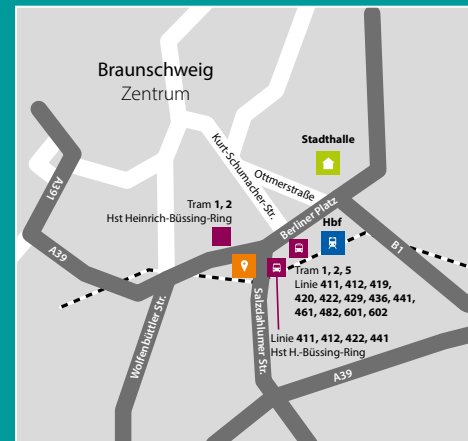 Braunschweig
Zentrum
Stadthalle
Kurt-Schumacher-Str.
Ottmerstraße
A391
Tram 1, 2
Hst Heinrich-Büssing-Ring
Berliner Platz
Hbf
A39
B1
Tram 1, 2, 5
Linie 411, 412, 419,
420, 422, 429, 436, 441,
461, 482, 601, 602
Wolfenbüttler Str.
Salzdahlumer Str.
Linie 411, 412, 422, 441
Hst H.-Büssing-Ring
A39